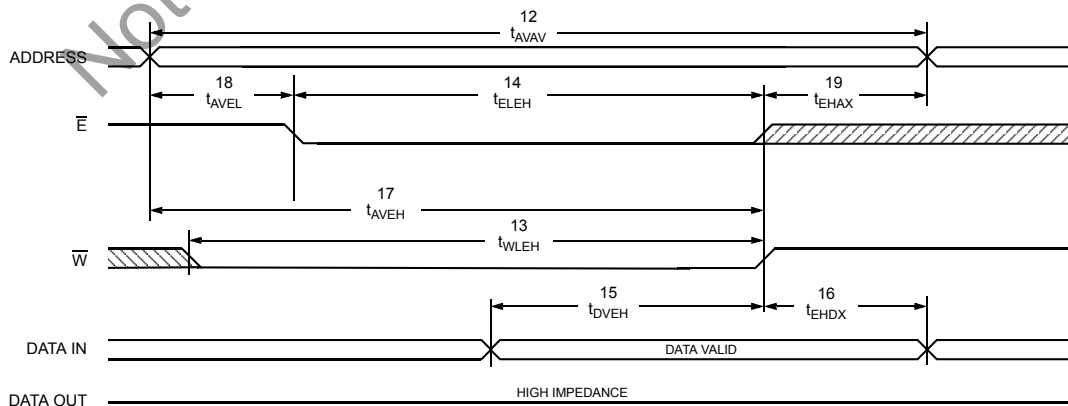 Not
12
tAVAV
ADDRESS
18
tAVEL
14
tELEH
19
tEHAX
E
17
tAVEH
13
tWLEH
W
15
tDVEH
16
tEHDX
DATA IN
DATA VALID
DATA OUT
HIGH IMPEDANCE